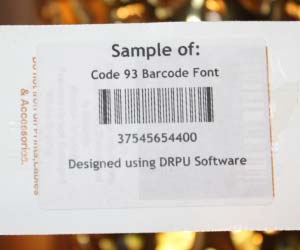 Sample of:
Code 93 Barcode Font
37545654400
Designed using DRPU Software
& Accessories.